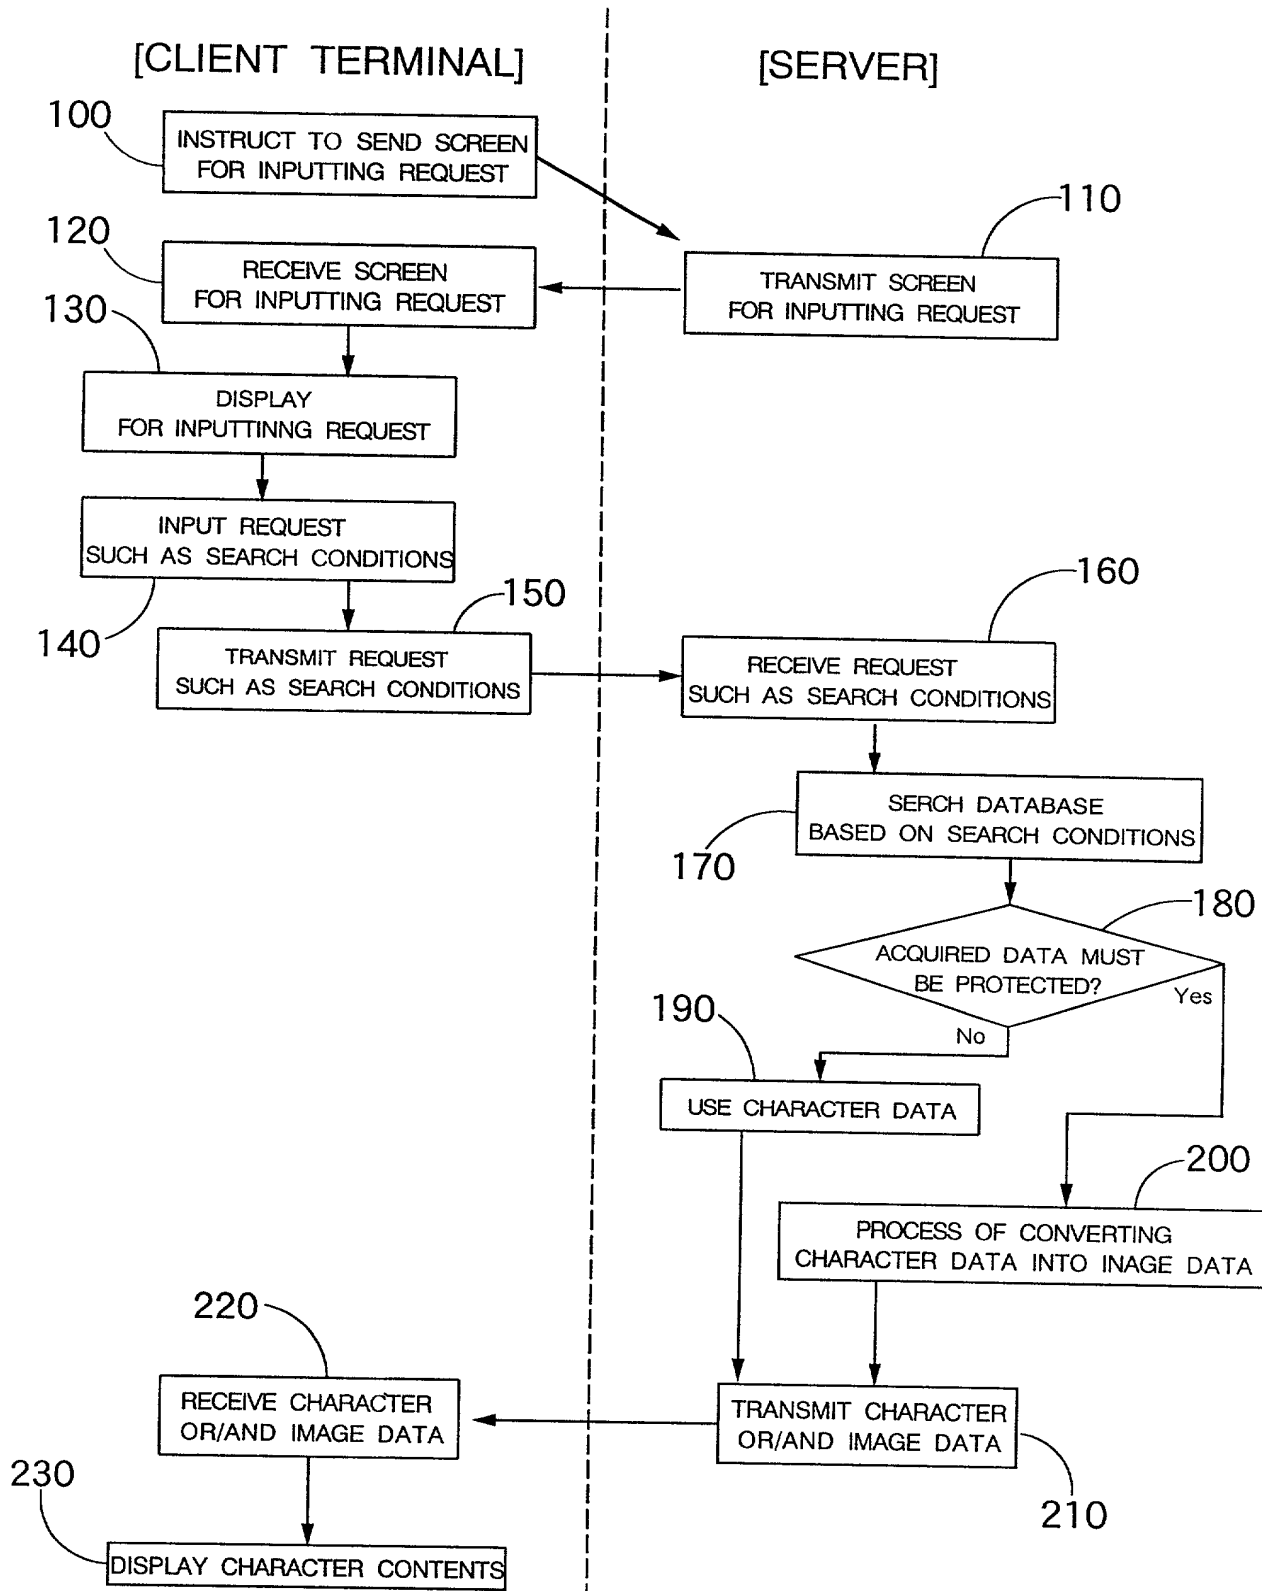 [CLIENT TERMINAL]
[SERVER]
100
INSTRUCT TO SEND SCREEN
FOR INPUTTING REQUEST
110
120
RECEIVE SCREEN
FOR INPUTTING REQUEST
TRANSMIT SCREEN
FOR INPUTTING REQUEST
130
DISPLAY
FOR INPUTTINNG REQUEST
INPUT REQUEST
SUCH AS SEARCH CONDITIONS
140
150
TRANSMIT REQUEST
SUCH AS SEARCH CONDITIONS
160
RECEIVE REQUEST
SUCH AS SEARCH CONDITIONS
SERCH DATABASE
BASED ON SEARCH CONDITIONS
170
180
ACQUIRED DATA MUST
BE PROTECTED?
Yes
No
190
USE CHARACTER DATA
200
PROCESS OF CONVERTING
CHARACTER DATA INTO INAGE DATA
TRANSMIT CHARACTER
OR/AND IMAGE DATA
210
220
RECEIVE CHARACTER
OR/AND IMAGE DATA
230
DISPLAY CHARACTER CONTENTS